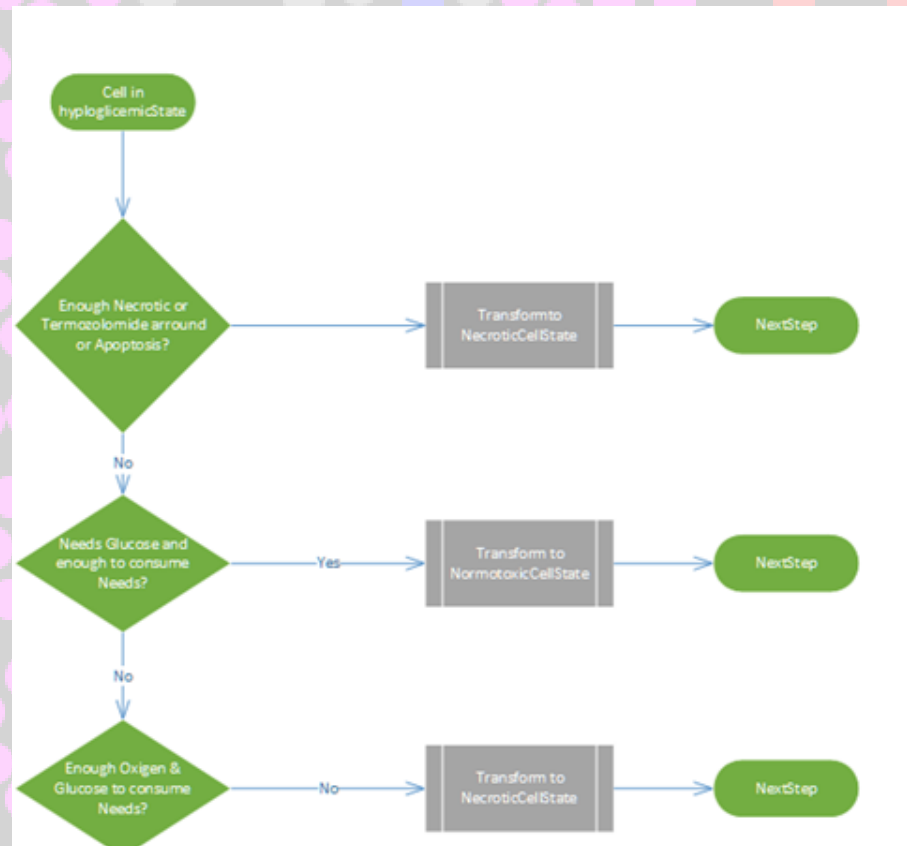 Cell in
hyploglicemicState
Enough Necrotic or
Termozolomide arround
or Apoptosis?
Transformto
NecroticCellState
NextStep
No
Needs Glucose and
enough to consume
Needs?
Yes
Transform to
NormotoxicCellState
NextStep
No
Enough Oxigen &
Glucose to consume
Needs?
No
Transform to
NecroticCellState
NextStep